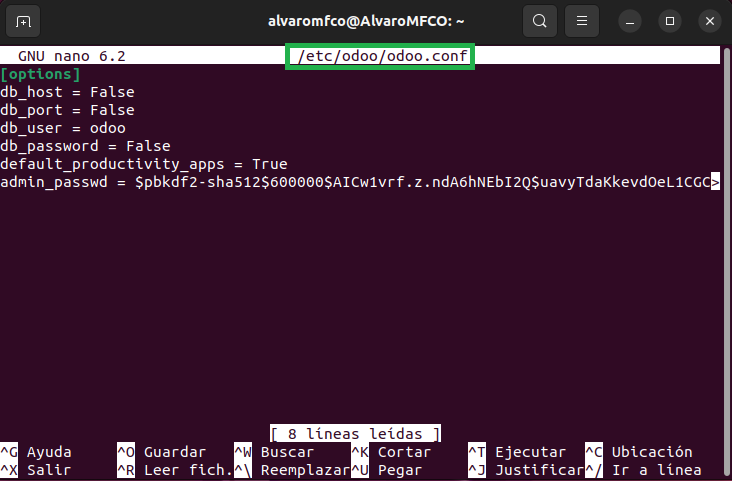 alvaromfco@AlvaroMFCO: ~
GNU nano 6.2 /etc/odoo/odoo.conf
[options]
db_host = False
db_port = False
db_user = odoo
db_password = False
default_productivity_apps = True
admin_passwd = $pbkdf2-sha512$600000$AICw1vrf.z.ndA6hNEbI2Q$uavyTdaKkevdOeL1CGC>
[ 8 líneas leídas ]
^G Ayuda ^O Guardar ^W Buscar ^K Cortar ^T Ejecutar ^C Ubicación
^X Salir ^R Leer fich. ^\ Reemplazar ^U Pegar ^J Justificar ^/ Ir a línea